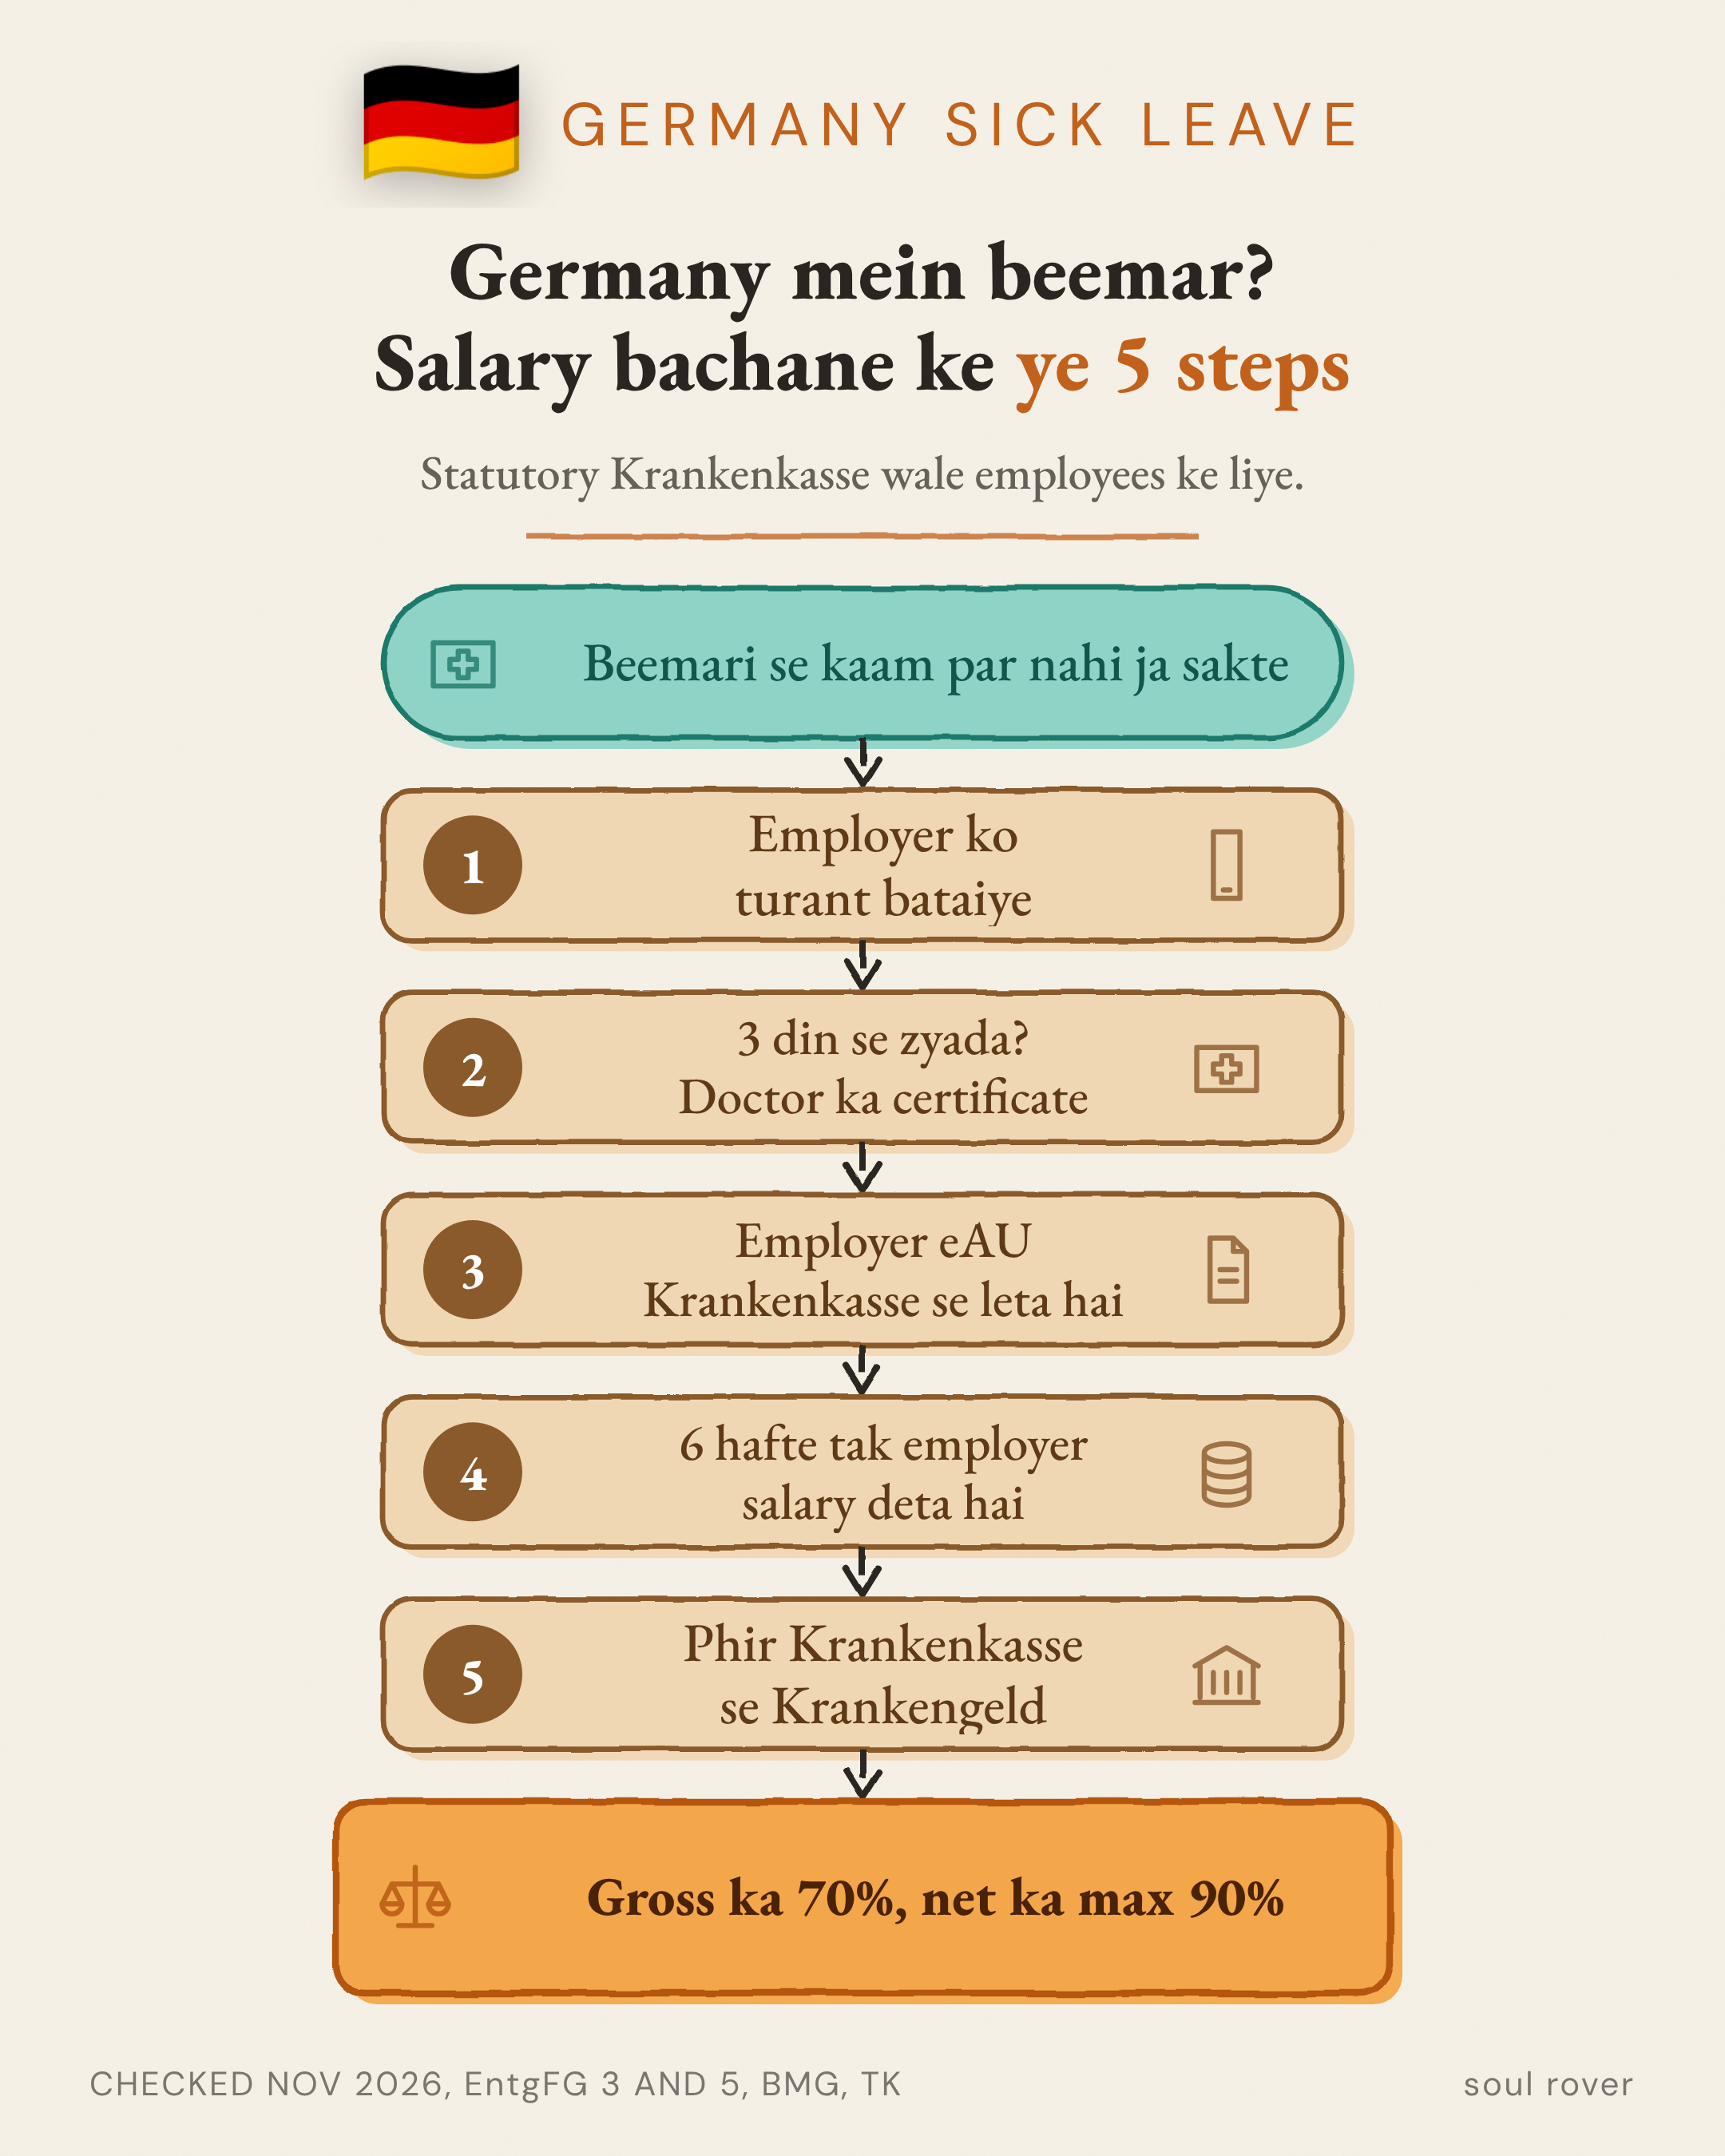 GERMANY SICK LEAVE
Germany mein beemar?
Salary bachane ke ye 5 steps
Statutory Krankenkasse wale employees ke liye.
Beemari se kaam par nahi ja sakte
1
Employer ko
turant bataiye
2
3 din se zyada?
Doctor ka certificate
3
Employer eAU
Krankenkasse se leta hai
4
6 hafte tak employer
salary deta hai
5
Phir Krankenkasse
se Krankengeld
Gross ka 70%, net ka max 90%
CHECKED NOV 2026, EntgFG 3 AND 5, BMG, TK
soul rover